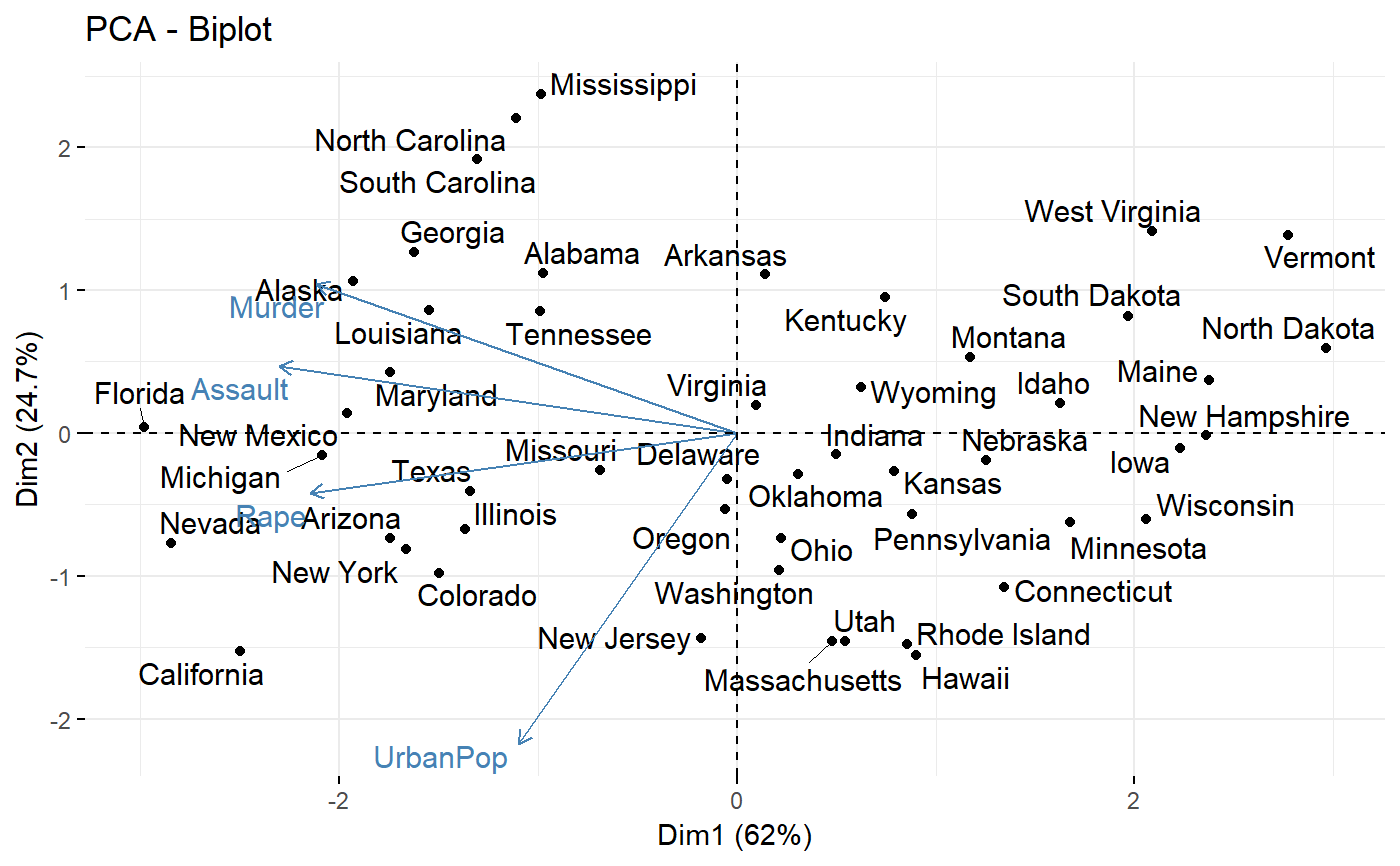 PCA - Biplot
Mississippi
North Carolina
South Carolina
West Virginia
Georgia
Alabama
Arkansas
Vermont
Alaska
Murder
South Dakota
Kentucky
North Dakota
Louisiana
Tennessee
Montana
Maine
Idaho
Assault
Florida
Virginia
Maryland
Wyoming
New Hampshire
New Mexico
Indiana
Nebraska
Missouri
Delaware
Iowa
Michigan
Texas
Kansas
Oklahoma
Wisconsin
Rape
Nevada
Arizona
Illinois
Oregon
Pennsylvania
Minnesota
Ohio
New York
Colorado
Washington
Connecticut
Utah
New Jersey
Rhode Island
California
Massachusetts
Hawaii
UrbanPop
2
1
0
-1
-2
Dim2 (24.7%)
-2
0
2
Dim1 (62%)